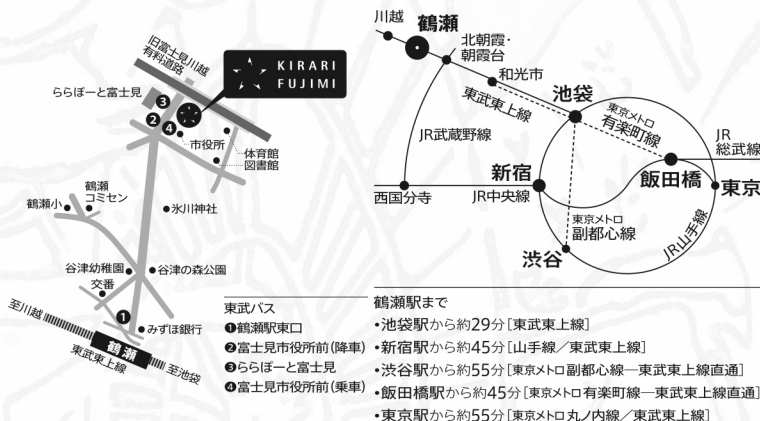 旧富士見川越
有料道路
KIRARI
FUJIMI
ららぽーと富士見
❸
❷
❹
市役所
体育館
図書館
鶴瀬
コミセン
鶴瀬小
氷川神社
谷津幼稚園
谷津の森公園
交番
❶
みずほ銀行
至川越
鶴瀬
東武東上線
至池袋
東武バス
❶鶴瀬駅東口
❷富士見市役所前(降車)
❸ららぽーと富士見
❹富士見市役所前(乗車)
川越
鶴瀬
北朝霞・
朝霞台
和光市
東武東上線
池袋
東京メトロ
有楽町線
JR武蔵野線
JR
総武線
新宿
飯田橋
東京
西国分寺
JR中央線
東京メトロ
副都心線
JR山手線
渋谷
鶴瀬駅まで
•池袋駅から約29分[東武東上線]
•新宿駅から約45分[山手線/東武東上線]
•渋谷駅から約55分[東京メトロ副都心線―東武東上線直通]
•飯田橋駅から約45分[東京メトロ有楽町線―東武東上線直通]
•東京駅から約55分[東京メトロ丸ノ内線/東武東上線]